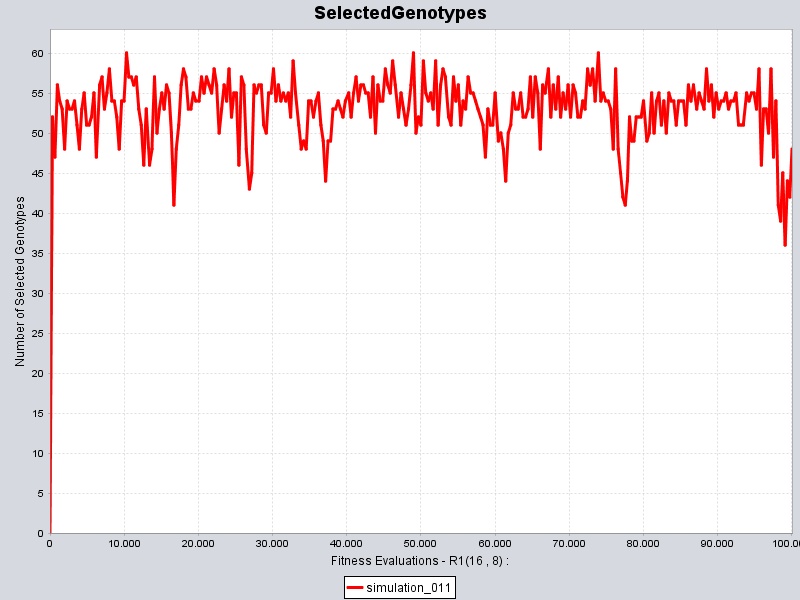 SelectedGenotypes
Number of Selected Genotypes
60
55
50
45
40
35
30
25
20
15
10
5
0
0 10.000 20.000 30.000 40.000 50.000 60.000 70.000 80.000 90.000 100.00
Fitness Evaluations - R1(16 , 8) :
simulation_011